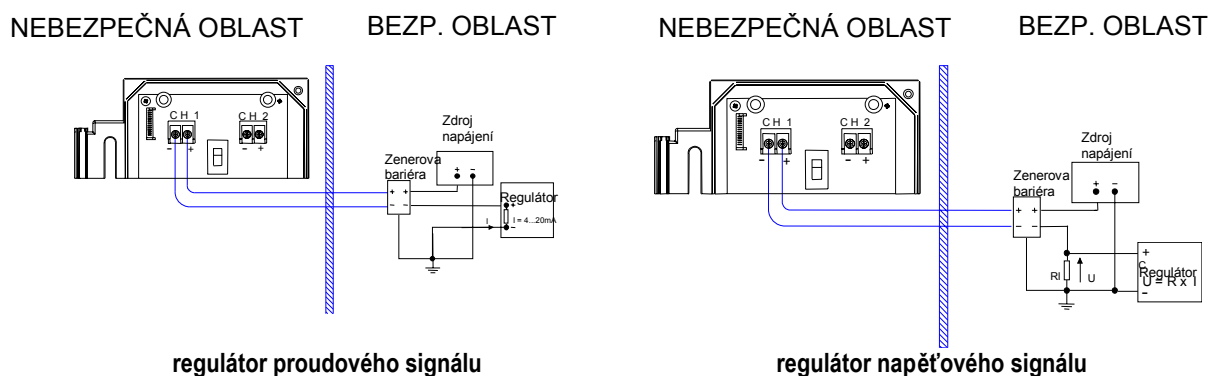 NEBEZPEČNÁ OBLAST
BEZP. OBLAST
CH 1
CH 2
- +
- +
Zdroj
napájení
+ -
Zenerova
bariéra
+ +
- -
Regulátor
+
I = 4...20mA
-
I
regulátor proudového signálu
NEBEZPEČNÁ OBLAST
BEZP. OBLAST
CH 1
CH 2
- +
- +
Zdroj
napájení
+ -
Zenerova
bariéra
+ +
- -
RI
U
+
C
Regulátor
U = R x I
-
regulátor napěťového signálu